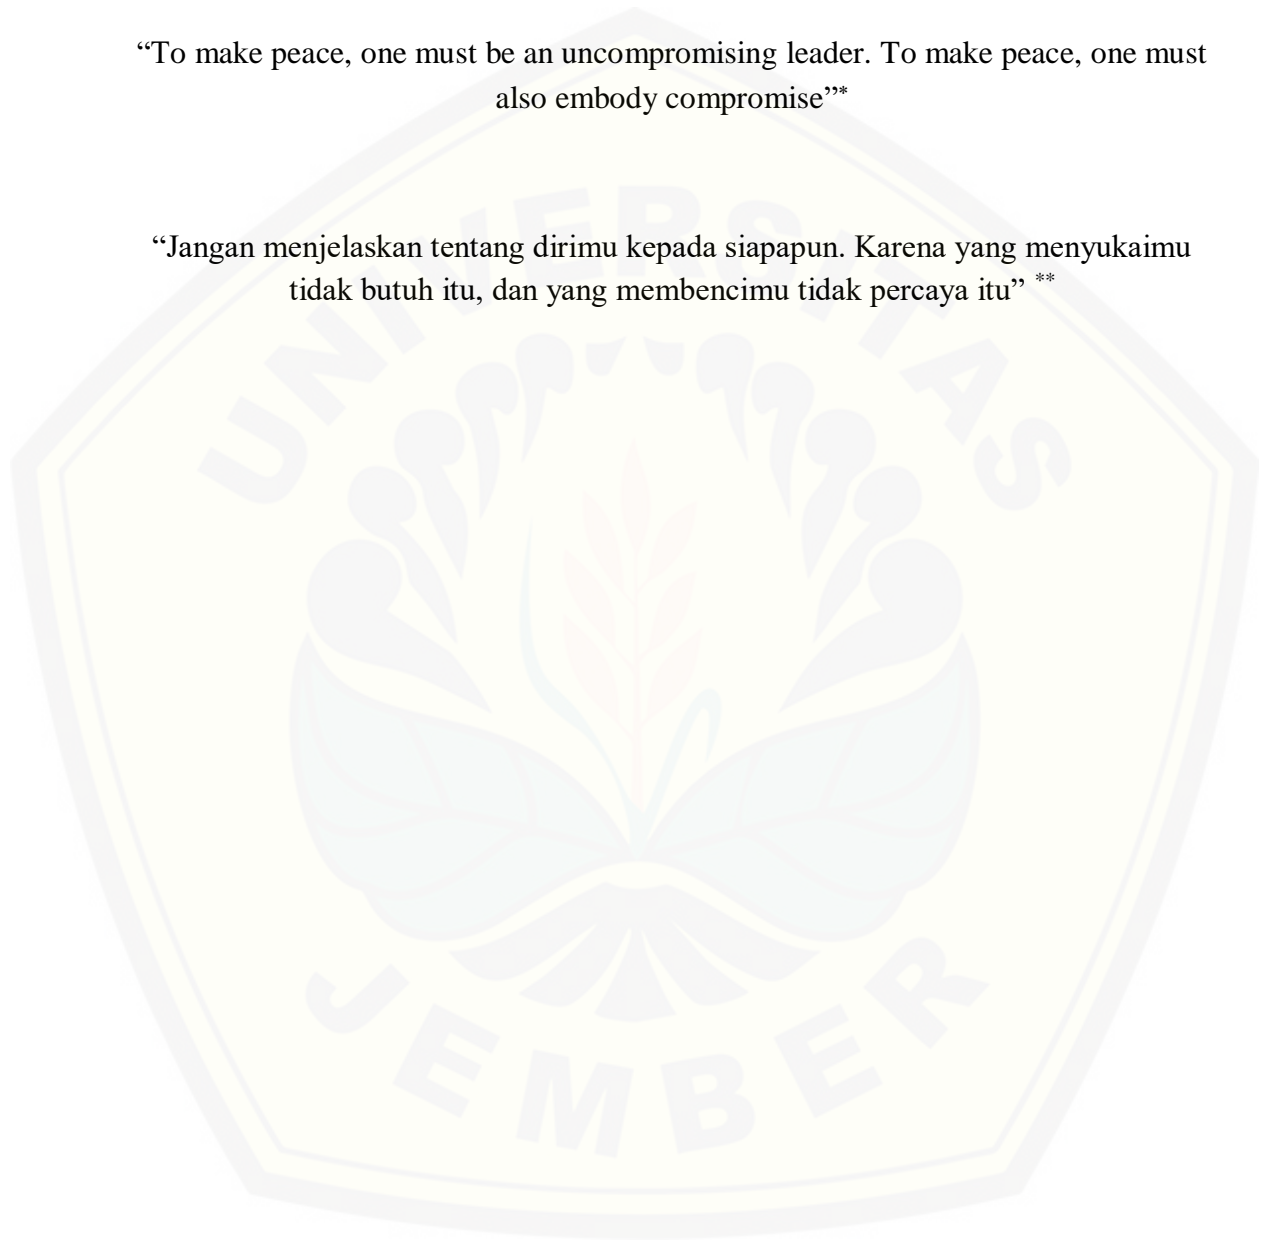 “To make peace, one must be an uncompromising leader. To make peace, one must
also embody compromise”*
“Jangan menjelaskan tentang dirimu kepada siapapun. Karena yang menyukaimu
tidak butuh itu, dan yang membencimu tidak percaya itu” **
UNIVERSITAS
JEMBER